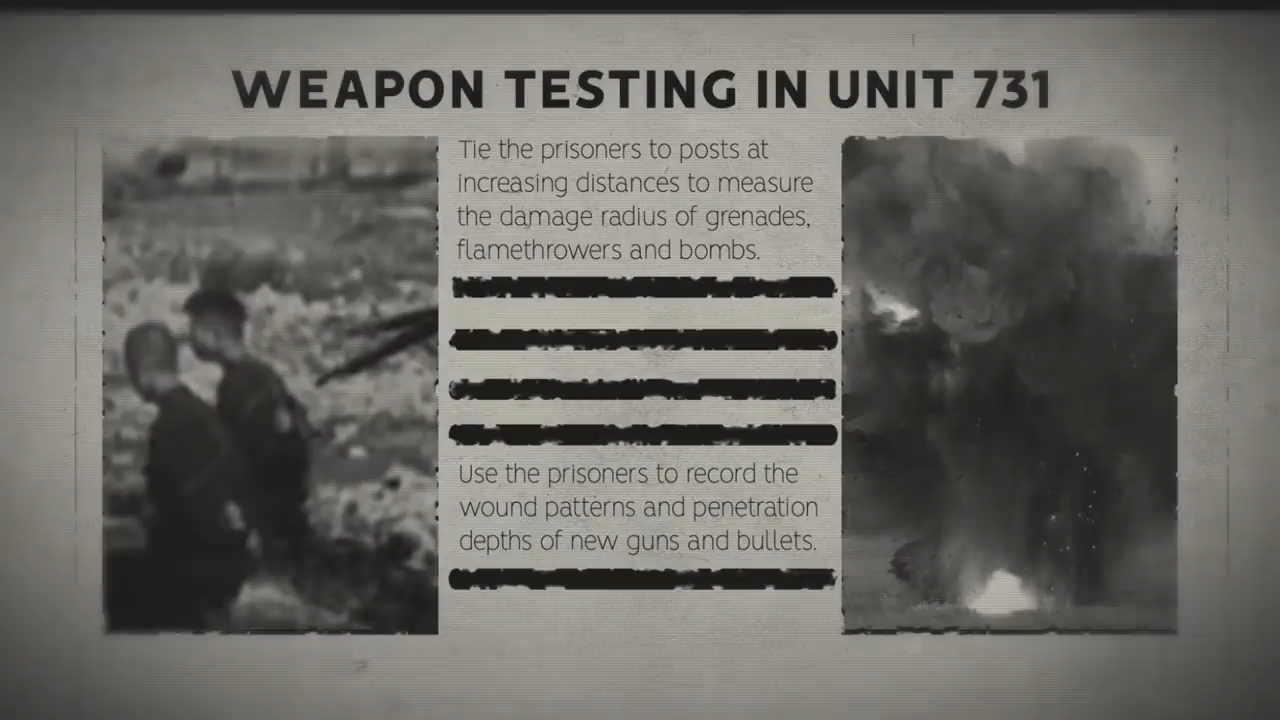 WEAPON TESTING IN UNIT 731
Tie the prisoners to posts at
increasing distances to measure
the damage radius of grenades,
flamethrowers and bombs.
Use the prisoners to record the
wound patterns and penetration
depths of new guns and bullets.